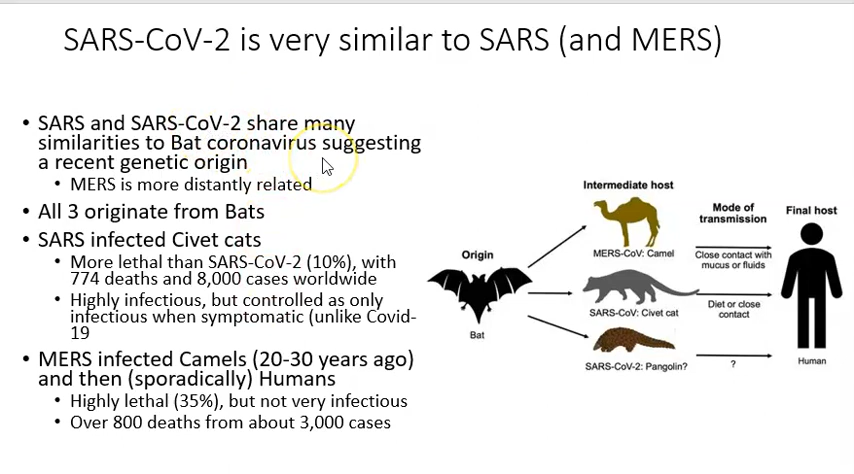 SARS-CoV-2 is very similar to SARS (and MERS)
• SARS and SARS-CoV-2 share many
similarities to Bat coronavirus suggesting
a recent genetic origin
• MERS is more distantly related
• All 3 originate from Bats
• SARS infected Civet cats
• More lethal than SARS-CoV-2 (10%), with
774 deaths and 8,000 cases worldwide
• Highly infectious, but controlled as only
infectious when symptomatic (unlike Covid-
19
• MERS infected Camels (20-30 years ago)
and then (sporadically) Humans
• Highly lethal (35%), but not very infectious
• Over 800 deaths from about 3,000 cases
Origin
Bat
Intermediate host
MERS-CoV: Camel
SARS-CoV: Civet cat
SARS-CoV-2: Pangolin?
Mode of
transmission
Close contact with
mucus or fluids
Diet or close
contact
?
Final host
Human